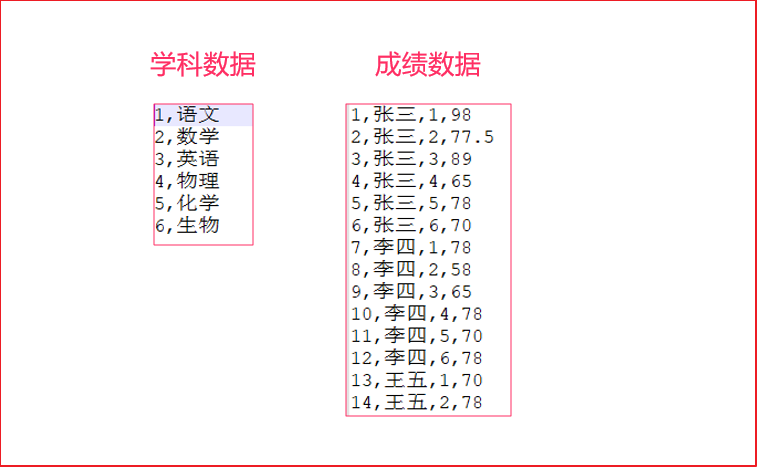 学科数据
1,语文
2,数学
3,英语
4,物理
5,化学
6,生物
成绩数据
1,张三,1,98
2,张三,2,77.5
3,张三,3,89
4,张三,4,65
5,张三,5,78
6,张三,6,70
7,李四,1,78
8,李四,2,58
9,李四,3,65
10,李四,4,78
11,李四,5,70
12,李四,6,78
13,王五,1,70
14,王五,2,78